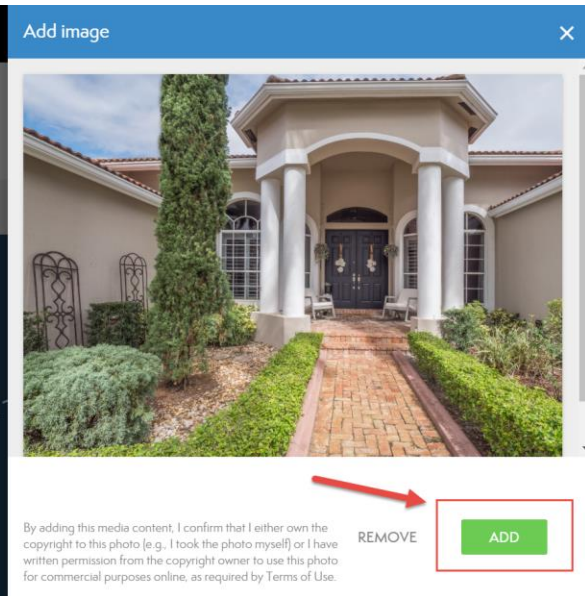 Add image
By adding this media content, I confirm that I either own the
copyright to this photo (e.g., I took the photo myself) or I have
written permission from the copyright owner to use this photo
for commercial purposes online, as required by Terms of Use.
REMOVE
ADD